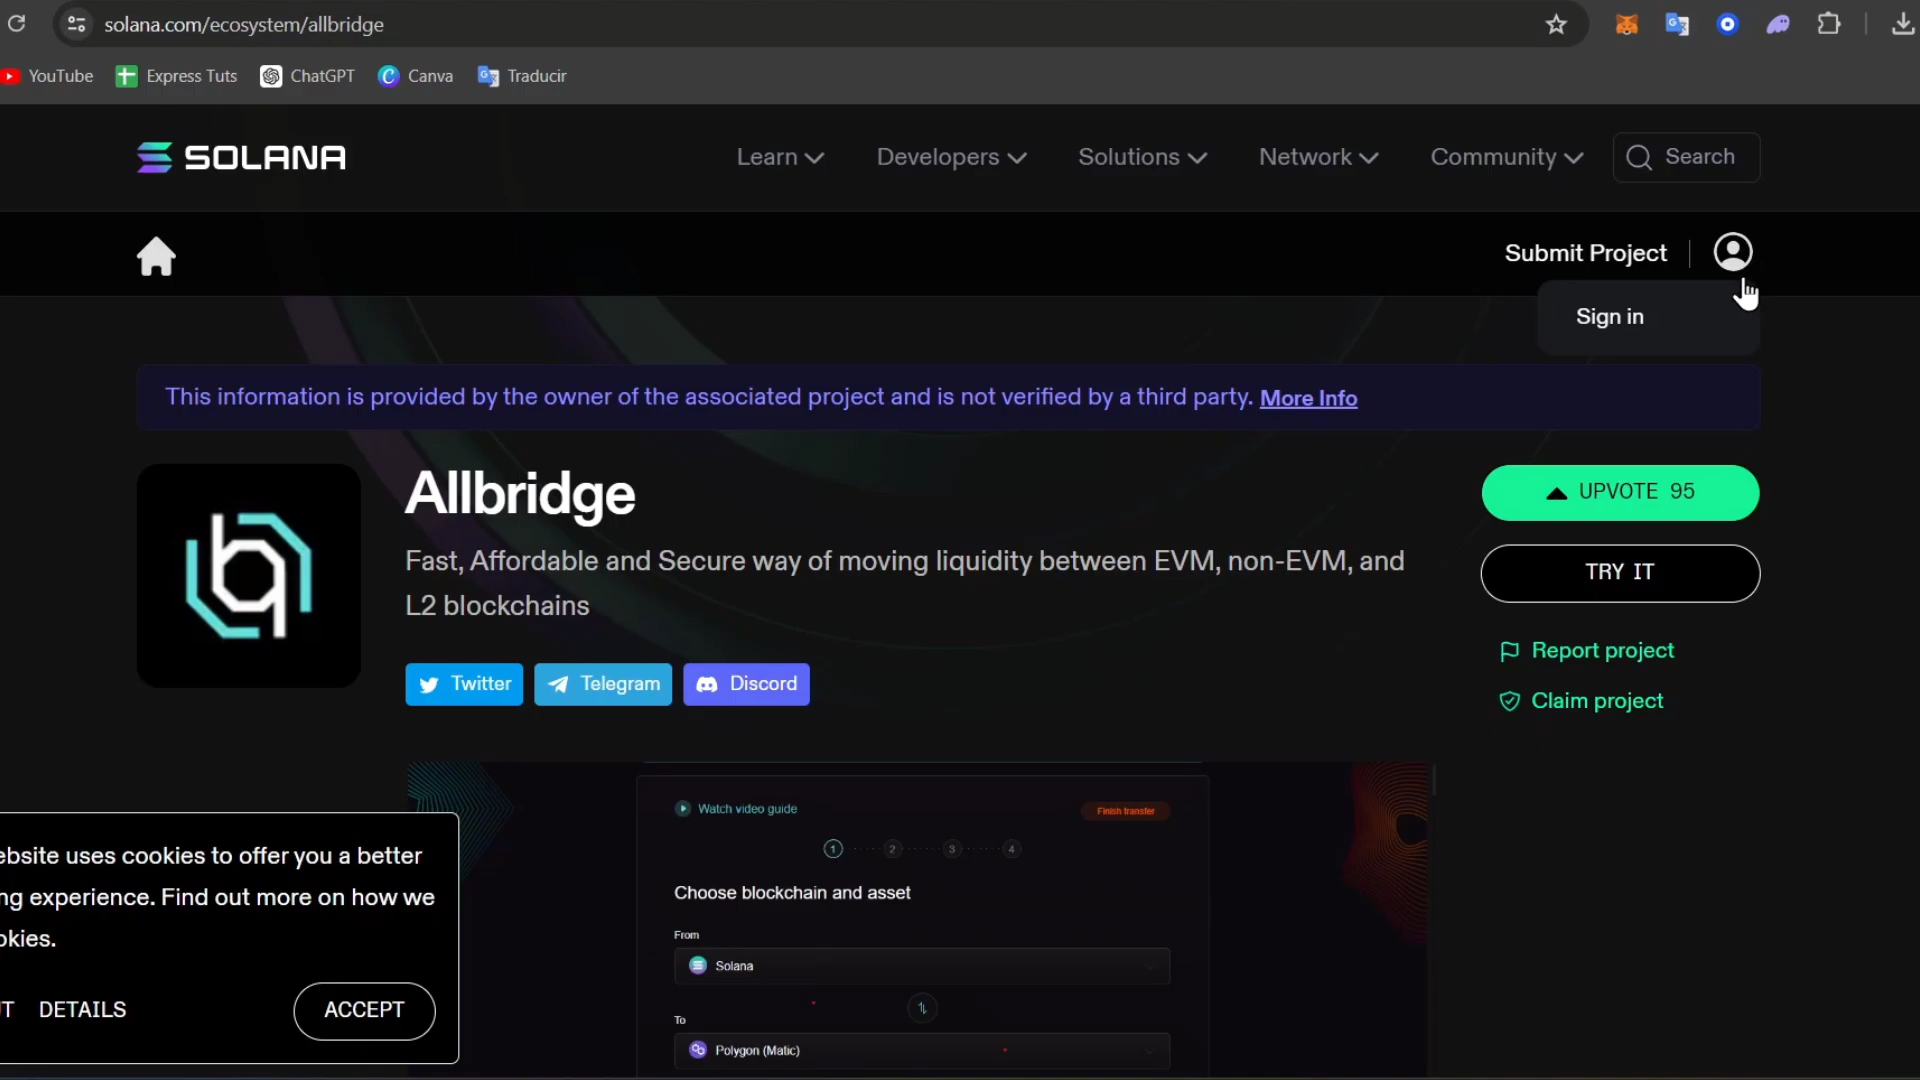 solana.com/ecosystem/allbridge
YouTube Express Tuts ChatGPT Canva Traducir
SOLANA Learn Developers Solutions Network Community Search
Submit Project
Sign in
This information is provided by the owner of the associated project and is not verified by a third party. More Info
Allbridge
Fast, Affordable and Secure way of moving liquidity between EVM, non-EVM, and
L2 blockchains
Twitter Telegram Discord
UPVOTE 95
TRY IT
Report project
Claim project
Watch video guide Finish transfer
1 2 3 4
Choose blockchain and asset
From
Solana
To
Polygon (Matic)
ebsite uses cookies to offer you a better
ng experience. Find out more on how we
okies.
DETAILS ACCEPT